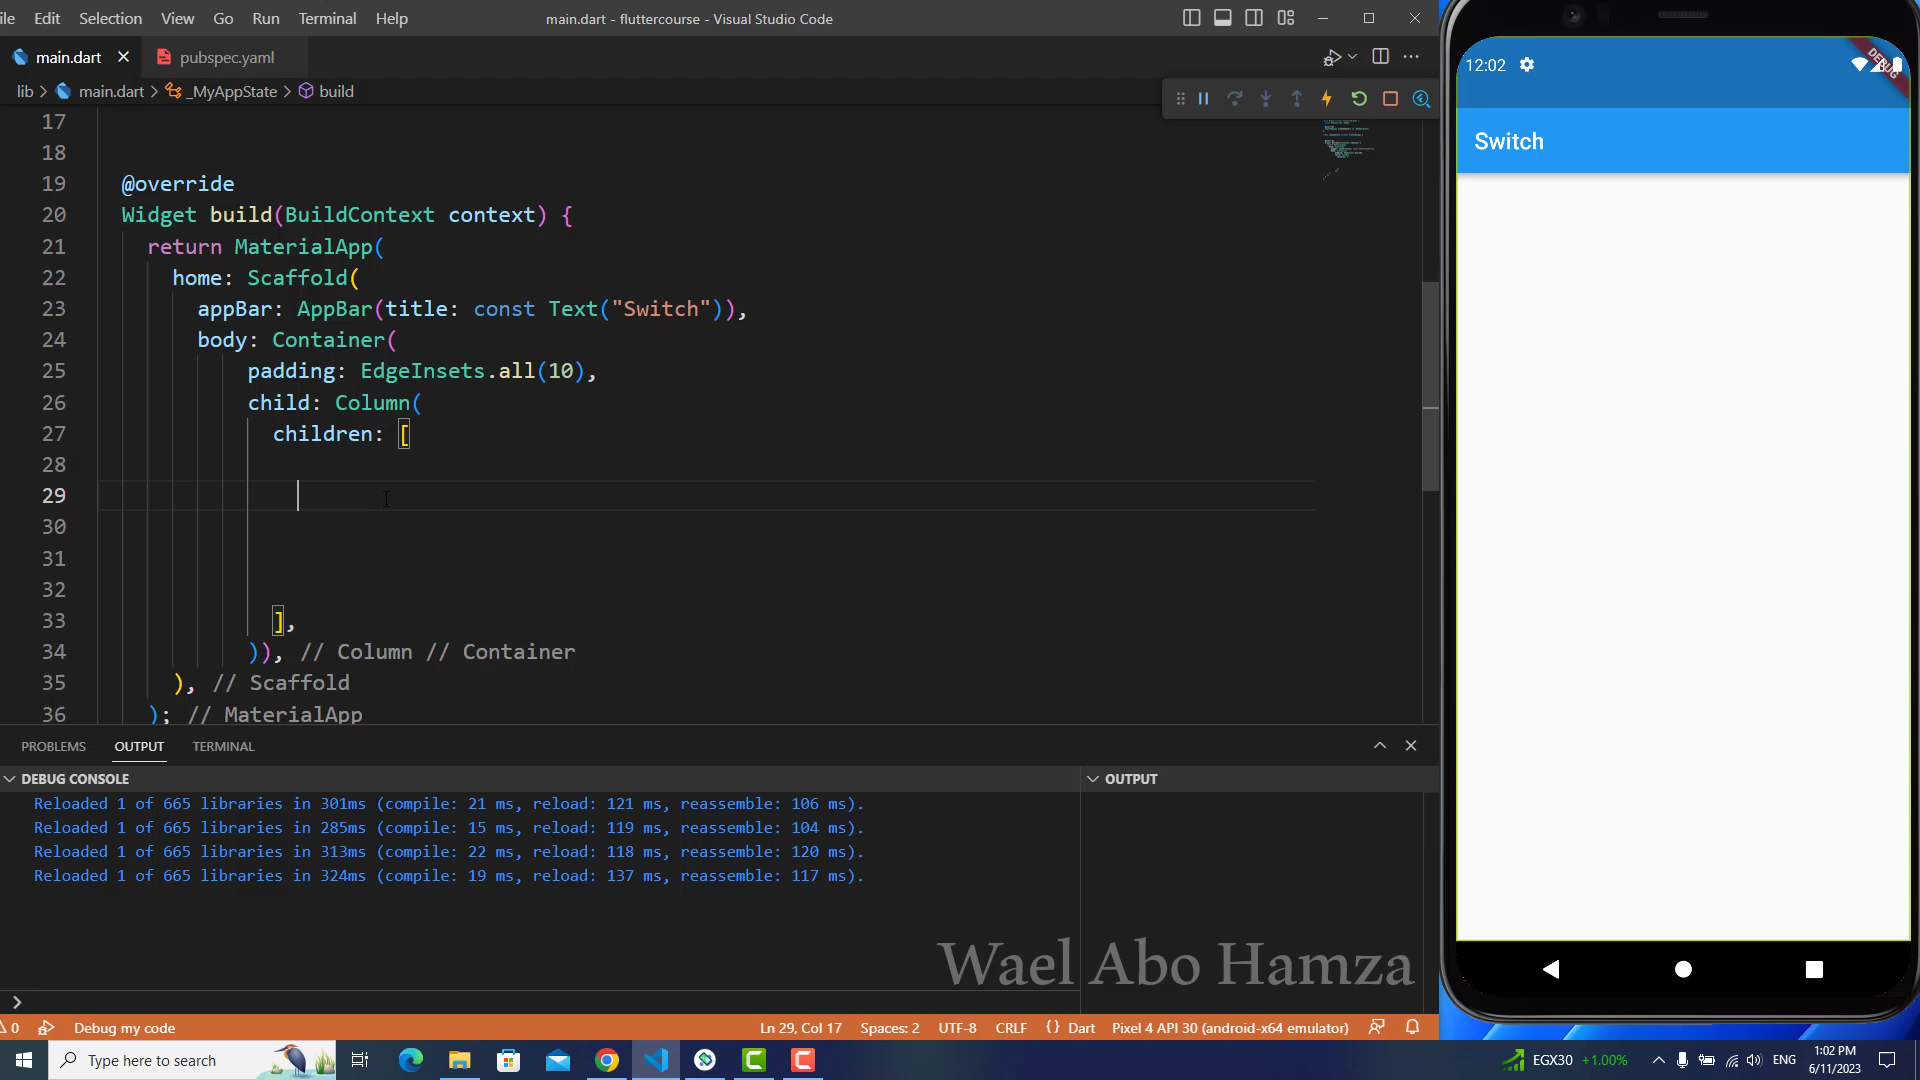 Edit Selection View Go Run Terminal Help
main.dart - fluttercourse - Visual Studio Code
main.dart
pubspec.yaml
lib > main.dart > _MyAppState > build
17
18
19 @override
20 Widget build(BuildContext context) {
21 return MaterialApp(
22 home: Scaffold(
23 appBar: AppBar(title: const Text("Switch")),
24 body: Container(
25 padding: EdgeInsets.all(10),
26 child: Column(
27 children: [
28
29
30
31
32
33 ],
34 )), // Column // Container
35 ), // Scaffold
36 ); // MaterialApp
PROBLEMS OUTPUT TERMINAL
DEBUG CONSOLE
Reloaded 1 of 665 libraries in 301ms (compile: 21 ms, reload: 121 ms, reassemble: 106 ms).
Reloaded 1 of 665 libraries in 285ms (compile: 15 ms, reload: 119 ms, reassemble: 104 ms).
Reloaded 1 of 665 libraries in 313ms (compile: 22 ms, reload: 118 ms, reassemble: 120 ms).
Reloaded 1 of 665 libraries in 324ms (compile: 19 ms, reload: 137 ms, reassemble: 117 ms).
OUTPUT
Wael Abo Hamza
0 Debug my code
Ln 29, Col 17 Spaces: 2 UTF-8 CRLF {} Dart Pixel 4 API 30 (android-x64 emulator)
12:02
DEBUG
Switch
Type here to search
EGX30 +1.00%
ENG
1:02 PM
6/11/2023